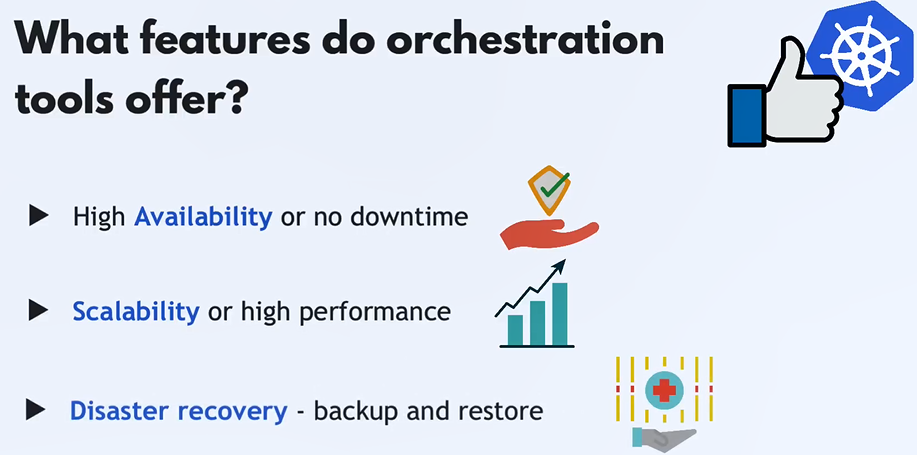 What features do orchestration
tools offer?
High Availability or no downtime
Scalability or high performance
Disaster recovery - backup and restore